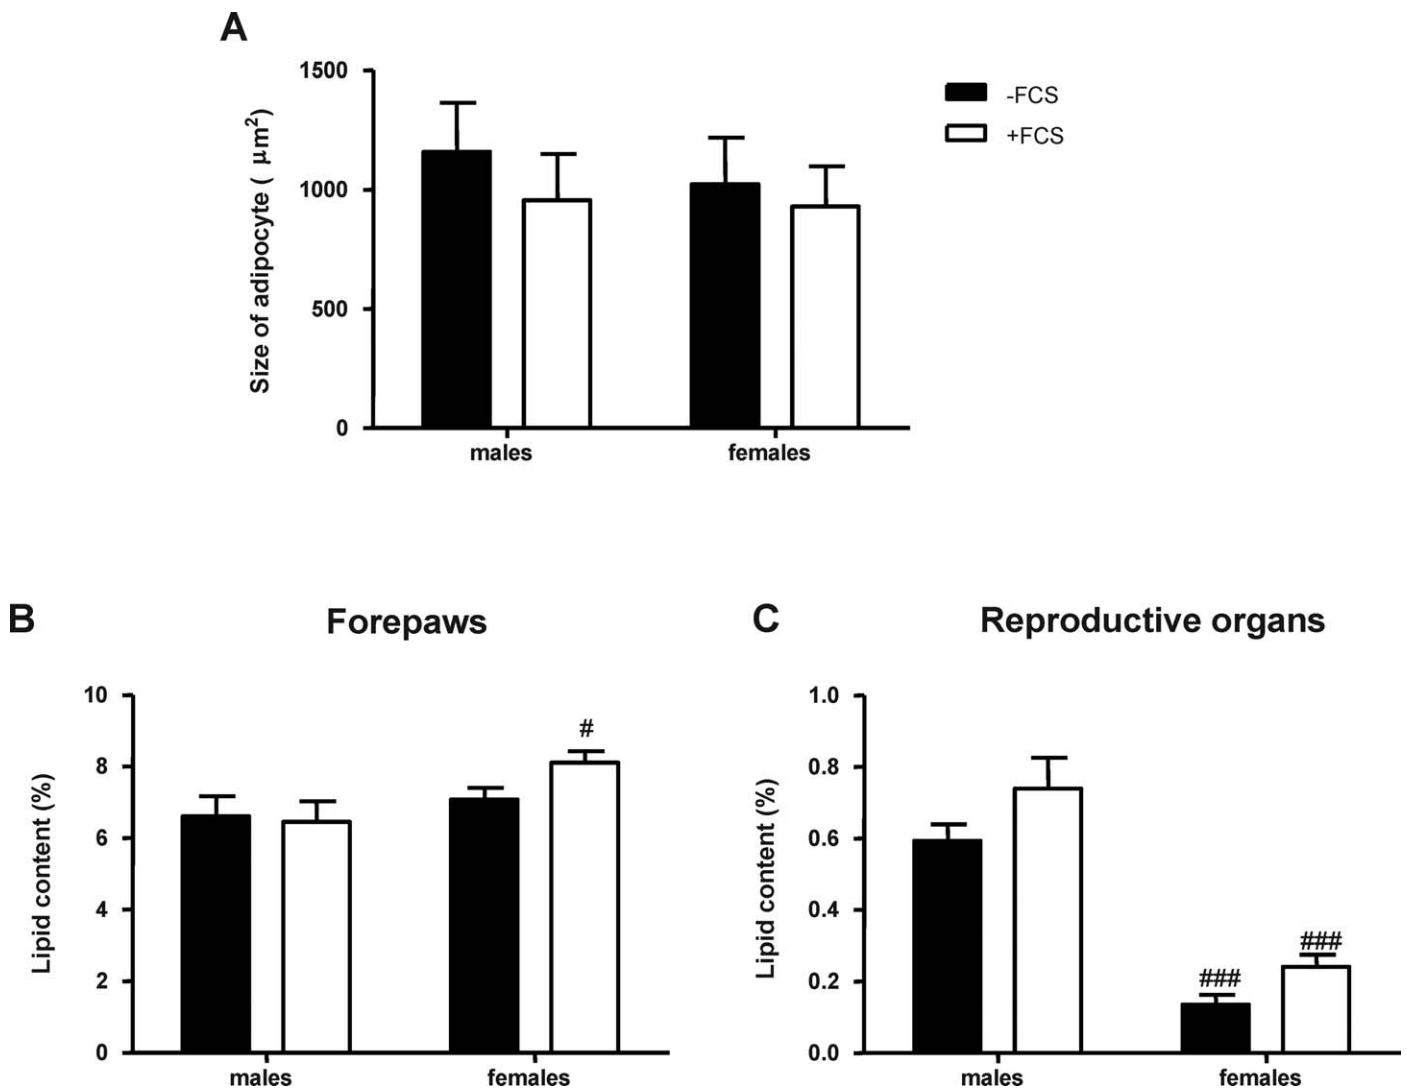 A
1500
1000
500
0
Size of adipocyte ( μm²)
males
females
-FCS
+FCS
B
Forepaws
10
8
6
4
2
0
Lipid content (%)
#
males
females
C
Reproductive organs
1.0
0.8
0.6
0.4
0.2
0.0
Lipid content (%)
###
###
males
females